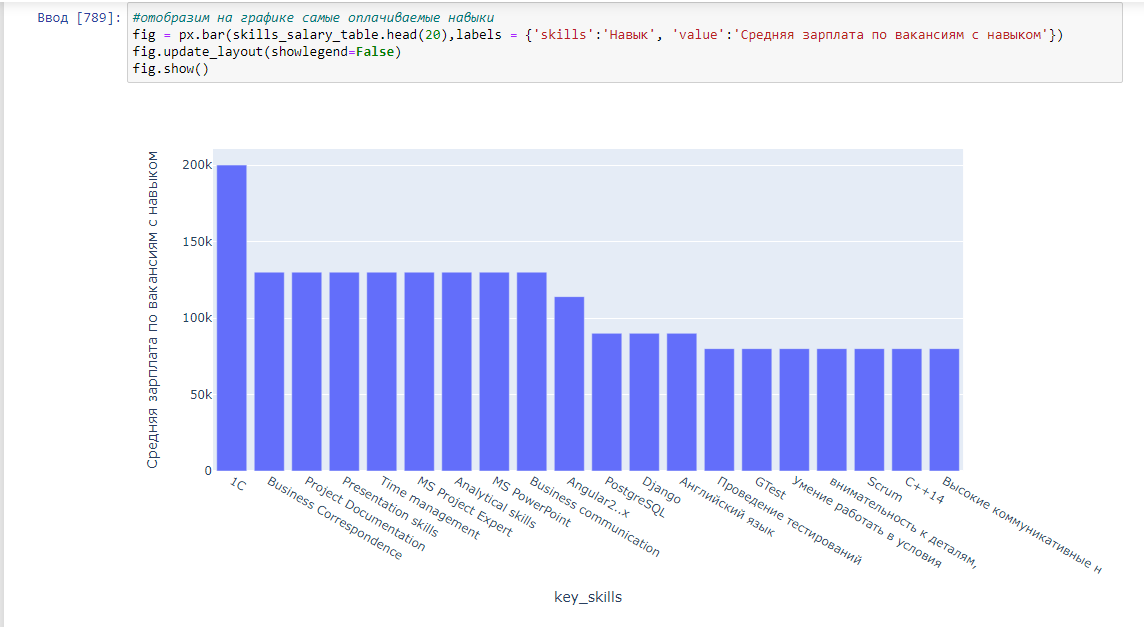 Ввод [789]:
#отобразим на графике самые оплачиваемые навыки
fig = px.bar(skills_salary_table.head(20),labels = {'skills':'Навык', 'value':'Средняя зарплата по вакансиям с навыком'})
fig.update_layout(showlegend=False)
fig.show()
Средняя зарплата по вакансиям с навыком
200k
150k
100k
50k
0
1С
Business Correspondence
Project Documentation
Presentation skills
Time management
MS Project Expert
Analytical skills
MS PowerPoint
Business communication
Angular2..x
PostgreSQL
Django
Английский язык
Проведение тестирований
GTest
Умение работать в условия
внимательность к деталям,
Scrum
C++14
Высокие коммуникативные н
key_skills